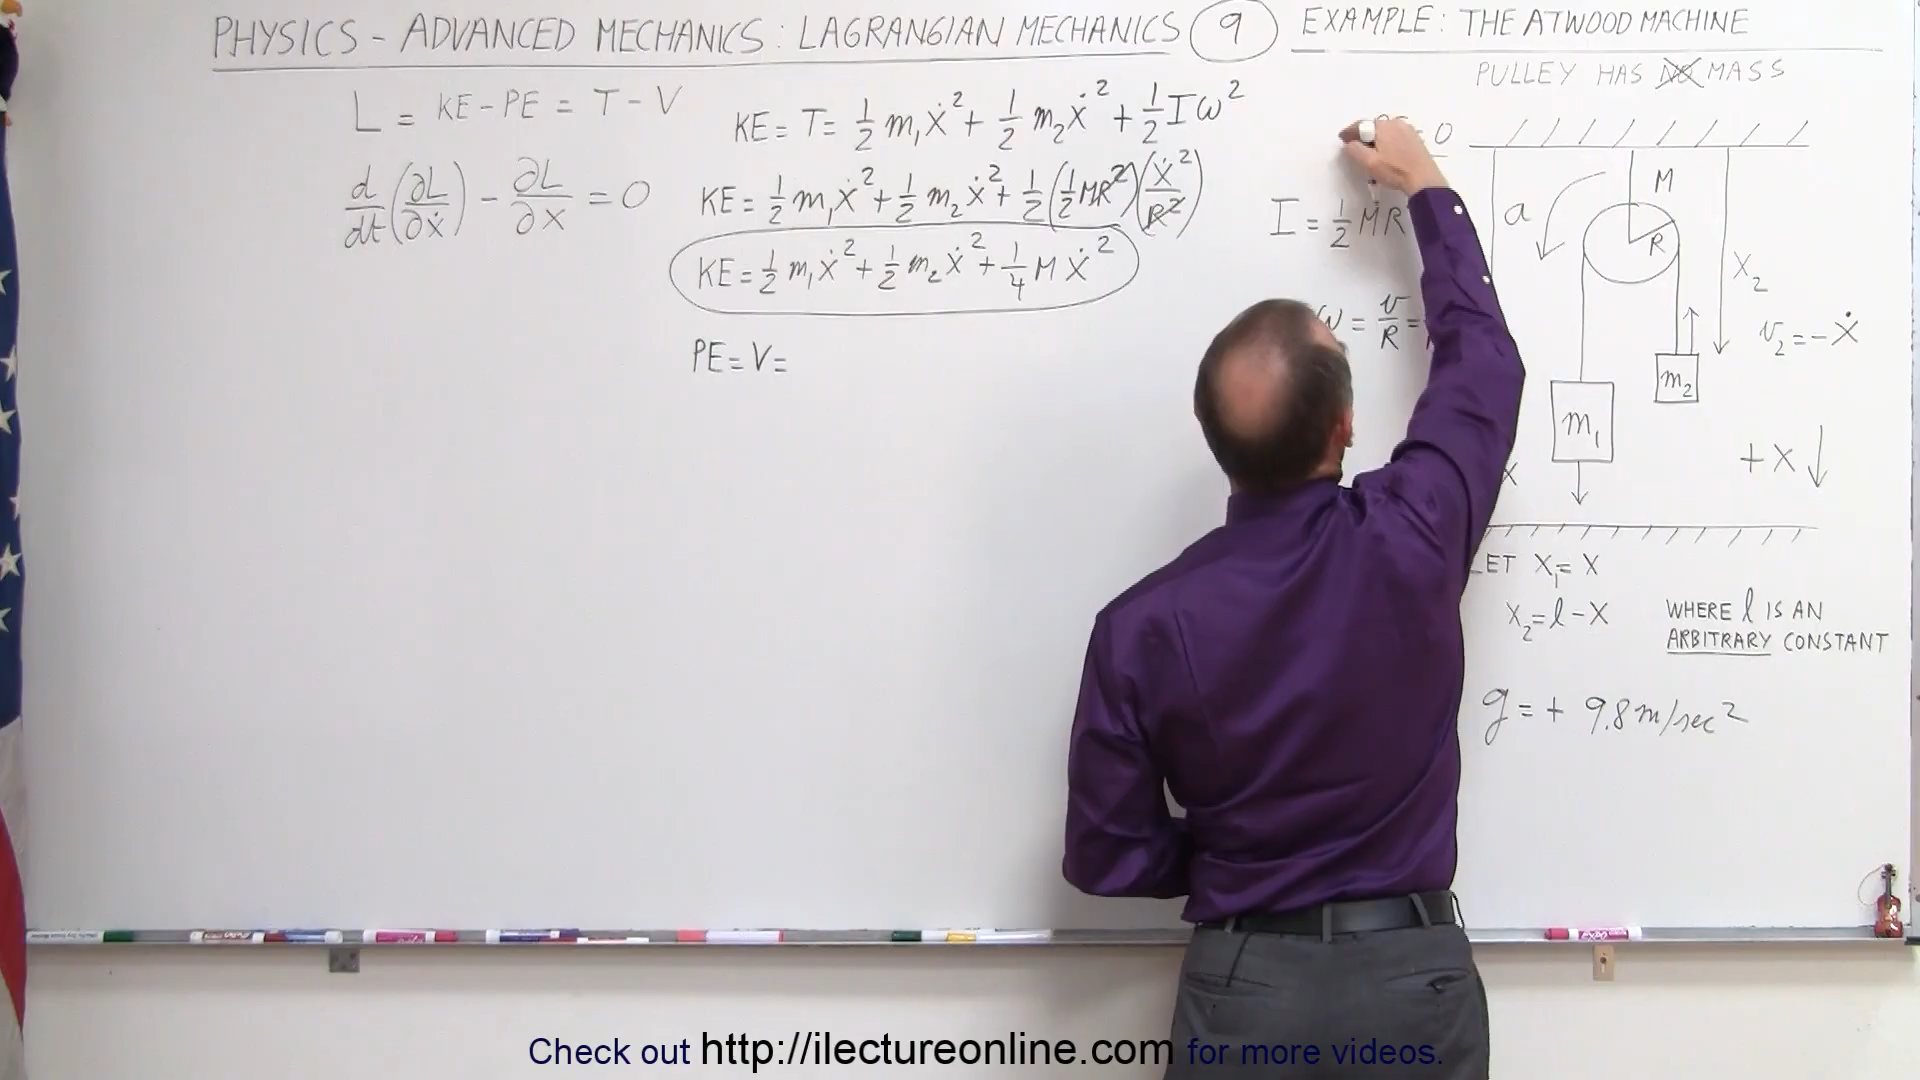 PHYSICS - ADVANCED MECHANICS: LAGRANGIAN MECHANICS 9 EXAMPLE: THE ATWOOD MACHINE
PULLEY HAS NO MASS
L = KE - PE = T - V
d/dt (∂L/∂ẋ) - ∂L/∂x = 0
KE = T = 1/2 m₁ẋ² + 1/2 m₂ẋ² + 1/2 Iω²
KE = 1/2 m₁ẋ² + 1/2 m₂ẋ² + 1/2 (1/2 MR²)(ẋ²/R²)
KE = 1/2 m₁ẋ² + 1/2 m₂ẋ² + 1/4 Mẋ²
PE = V =
= 0
I = 1/2 MR
ω = v/R =
a
M
R
X₂
v₂ = -ẋ
m₂
m₁
+X
X
LET X₁ = X
X₂ = l - X
WHERE l IS AN
ARBITRARY CONSTANT
g = + 9.8 m/sec²
Check out http://ilectureonline.com for more videos.